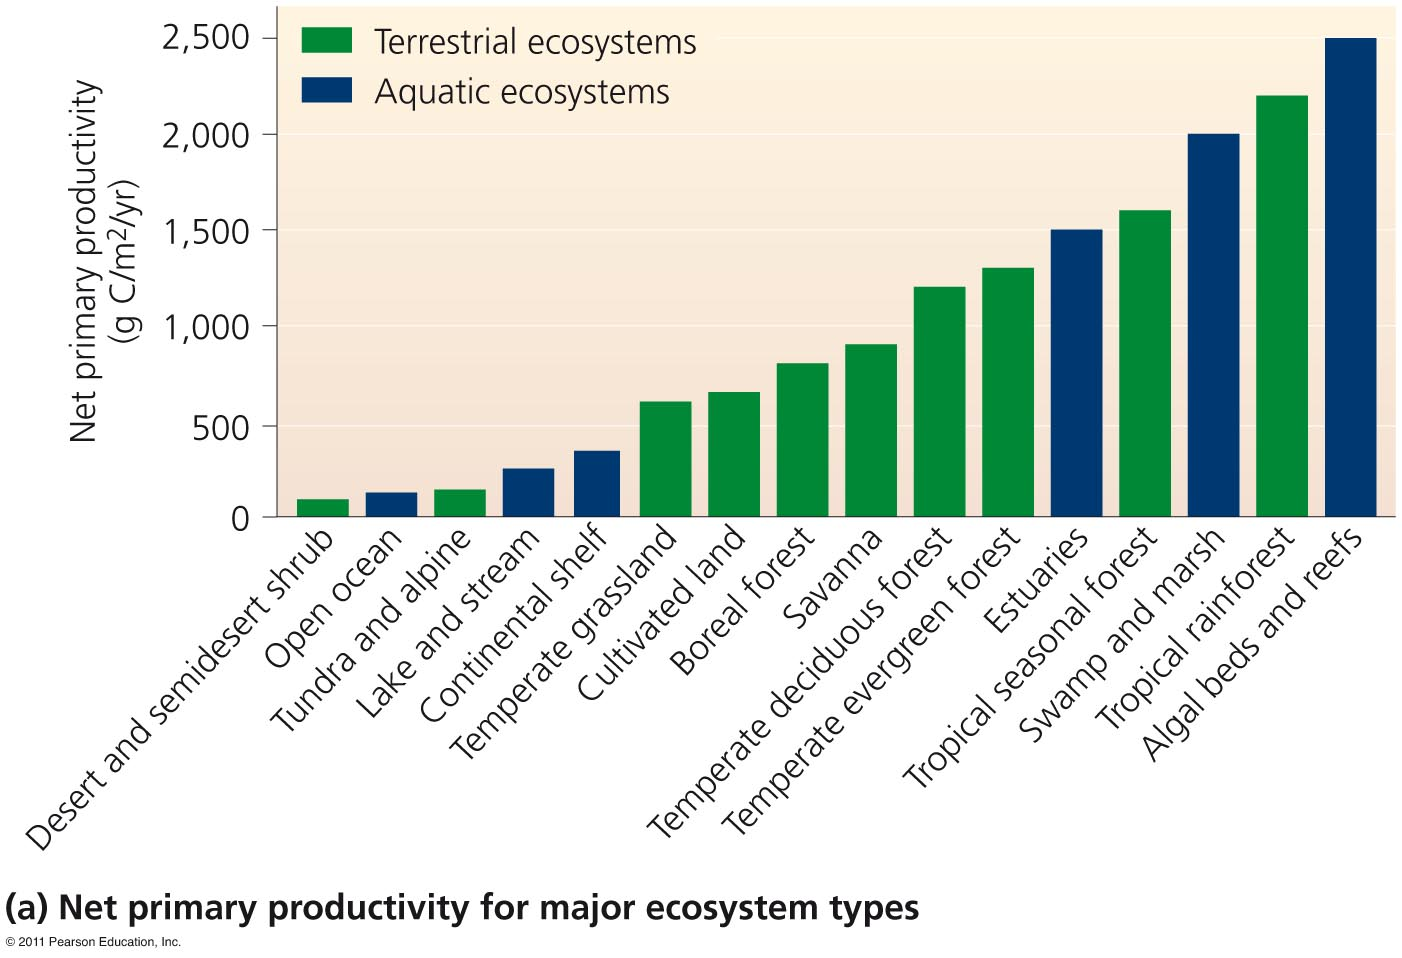 Net primary productivity
(g C/m²/yr)
2,500
2,000
1,500
1,000
500
0
Terrestrial ecosystems
Aquatic ecosystems
Desert and semidesert shrub
Open ocean
Tundra and alpine
Lake and stream
Continental shelf
Temperate grassland
Cultivated land
Boreal forest
Savanna
Temperate deciduous forest
Temperate evergreen forest
Estuaries
Tropical seasonal forest
Swamp and marsh
Tropical rainforest
Algal beds and reefs
(a) Net primary productivity for major ecosystem types
© 2011 Pearson Education, Inc.